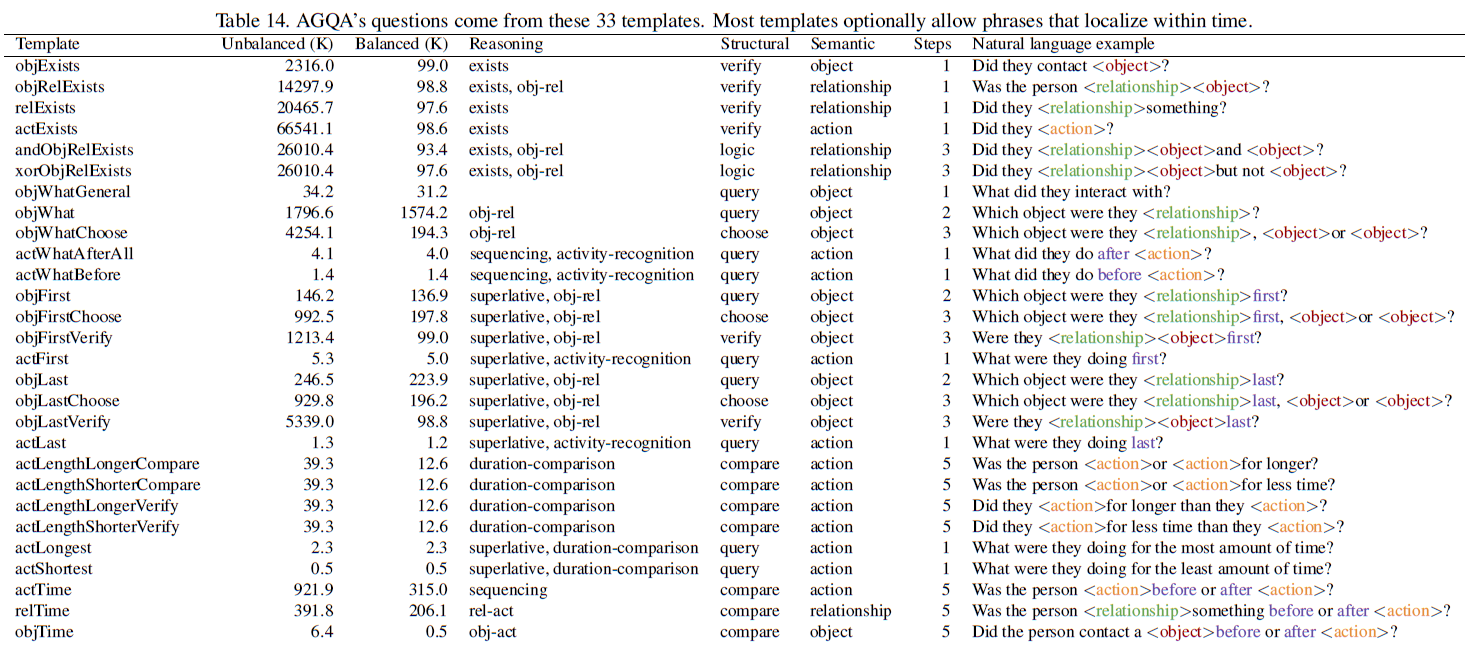 Table 14. AGQA's questions come from these 33 templates. Most templates optionally allow phrases that localize within time.
Template Unbalanced (K) Balanced (K) Reasoning Structural Semantic Steps Natural language example
objExists 2316.0 99.0 exists verify object 1 Did they contact <object>?
objRelExists 14297.9 98.8 exists, obj-rel verify relationship 1 Was the person <relationship><object>?
relExists 20465.7 97.6 exists verify relationship 1 Did they <relationship>something?
actExists 66541.1 98.6 exists verify action 1 Did they <action>?
andObjRelExists 26010.4 93.4 exists, obj-rel logic relationship 3 Did they <relationship><object>and <object>?
xorObjRelExists 26010.4 97.6 exists, obj-rel logic relationship 3 Did they <relationship><object>but not <object>?
objWhatGeneral 34.2 31.2 query object 1 What did they interact with?
objWhat 1796.6 1574.2 obj-rel query object 2 Which object were they <relationship>?
objWhatChoose 4254.1 194.3 obj-rel choose object 3 Which object were they <relationship>, <object>or <object>?
actWhatAfterAll 4.1 4.0 sequencing, activity-recognition query action 1 What did they do after <action>?
actWhatBefore 1.4 1.4 sequencing, activity-recognition query action 1 What did they do before <action>?
objFirst 146.2 136.9 superlative, obj-rel query object 2 Which object were they <relationship>first?
objFirstChoose 992.5 197.8 superlative, obj-rel choose object 3 Which object were they <relationship>first, <object>or <object>?
objFirstVerify 1213.4 99.0 superlative, obj-rel verify object 3 Were they <relationship><object>first?
actFirst 5.3 5.0 superlative, activity-recognition query action 1 What were they doing first?
objLast 246.5 223.9 superlative, obj-rel query object 2 Which object were they <relationship>last?
objLastChoose 929.8 196.2 superlative, obj-rel choose object 3 Which object were they <relationship>last, <object>or <object>?
objLastVerify 5339.0 98.8 superlative, obj-rel verify object 3 Were they <relationship><object>last?
actLast 1.3 1.2 superlative, activity-recognition query action 1 What were they doing last?
actLengthLongerCompare 39.3 12.6 duration-comparison compare action 5 Was the person <action>or <action>for longer?
actLengthShorterCompare 39.3 12.6 duration-comparison compare action 5 Was the person <action>or <action>for less time?
actLengthLongerVerify 39.3 12.6 duration-comparison compare action 5 Did they <action>for longer than they <action>?
actLengthShorterVerify 39.3 12.6 duration-comparison compare action 5 Did they <action>for less time than they <action>?
actLongest 2.3 2.3 superlative, duration-comparison query action 1 What were they doing for the most amount of time?
actShortest 0.5 0.5 superlative, duration-comparison query action 1 What were they doing for the least amount of time?
actTime 921.9 315.0 sequencing compare action 5 Was the person <action>before or after <action>?
relTime 391.8 206.1 rel-act compare relationship 5 Was the person <relationship>something before or after <action>?
objTime 6.4 0.5 obj-act compare object 5 Did the person contact a <object>before or after <action>?